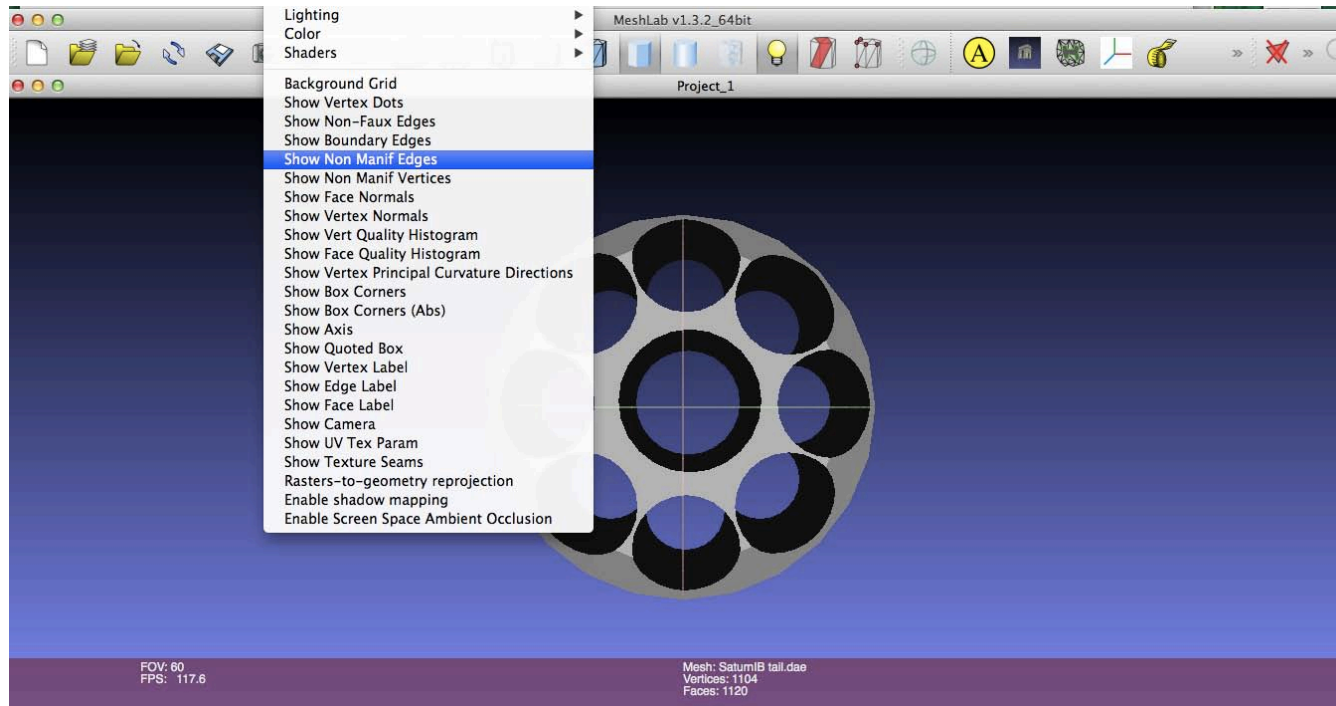 MeshLab v1.3.2_64bit
Lighting
Color
Shaders
A
Project_1
Background Grid
Show Vertex Dots
Show Non-Faux Edges
Show Boundary Edges
Show Non Manif Edges
Show Non Manif Vertices
Show Face Normals
Show Vertex Normals
Show Vert Quality Histogram
Show Face Quality Histogram
Show Vertex Principal Curvature Directions
Show Box Corners
Show Box Corners (Abs)
Show Axis
Show Quoted Box
Show Vertex Label
Show Edge Label
Show Face Label
Show Camera
Show UV Tex Param
Show Texture Seams
Rasters-to-geometry reprojection
Enable shadow mapping
Enable Screen Space Ambient Occlusion
FOV: 60
FPS: 117.6
Mesh: SaturnIB tail.dae
Vertices: 1104
Faces: 1120